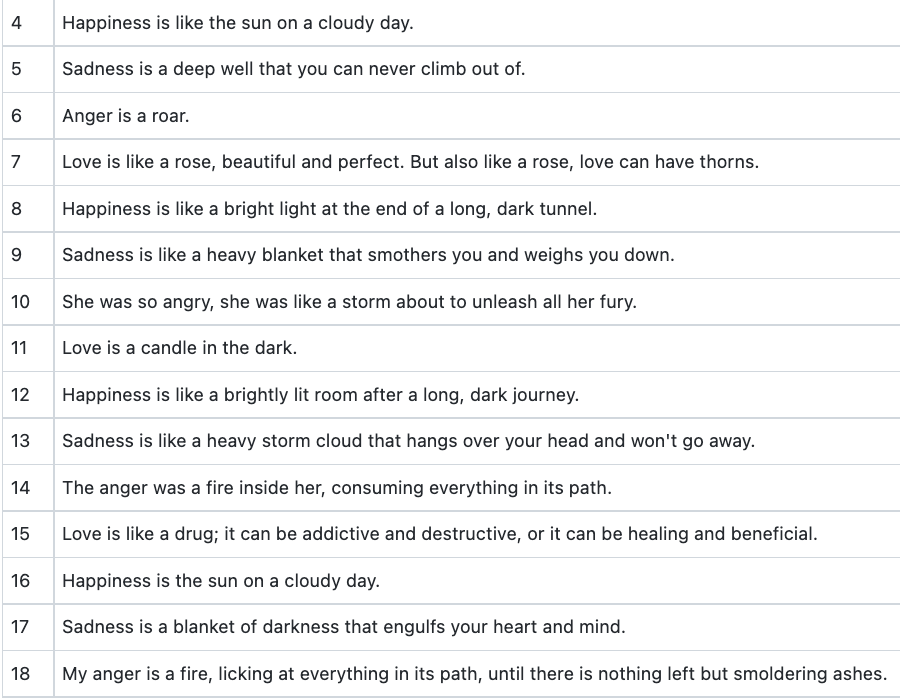 4 Happiness is like the sun on a cloudy day.
5 Sadness is a deep well that you can never climb out of.
6 Anger is a roar.
7 Love is like a rose, beautiful and perfect. But also like a rose, love can have thorns.
8 Happiness is like a bright light at the end of a long, dark tunnel.
9 Sadness is like a heavy blanket that smothers you and weighs you down.
10 She was so angry, she was like a storm about to unleash all her fury.
11 Love is a candle in the dark.
12 Happiness is like a brightly lit room after a long, dark journey.
13 Sadness is like a heavy storm cloud that hangs over your head and won't go away.
14 The anger was a fire inside her, consuming everything in its path.
15 Love is like a drug; it can be addictive and destructive, or it can be healing and beneficial.
16 Happiness is the sun on a cloudy day.
17 Sadness is a blanket of darkness that engulfs your heart and mind.
18 My anger is a fire, licking at everything in its path, until there is nothing left but smoldering ashes.